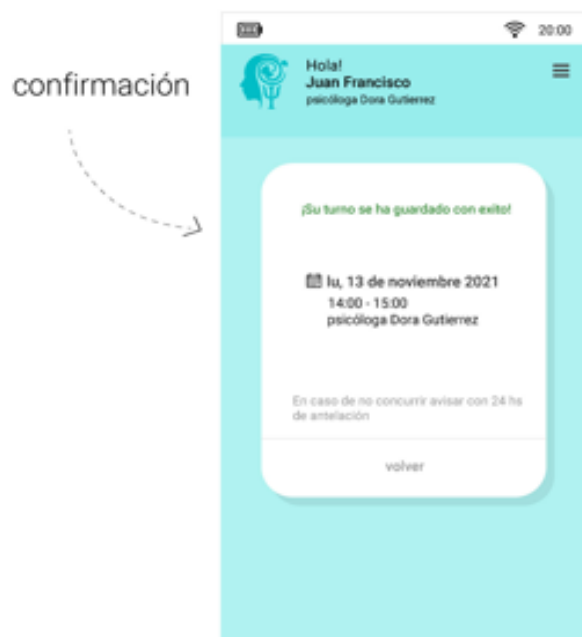 20:00
confirmación
Hola!
Juan Francisco
psicóloga Dora Gutierrez
¡Su turno se ha guardado con exito!
lu, 13 de noviembre 2021
14:00 - 15:00
psicóloga Dora Gutierrez
En caso de no concurrir avisar con 24 hs
de antelación
volver